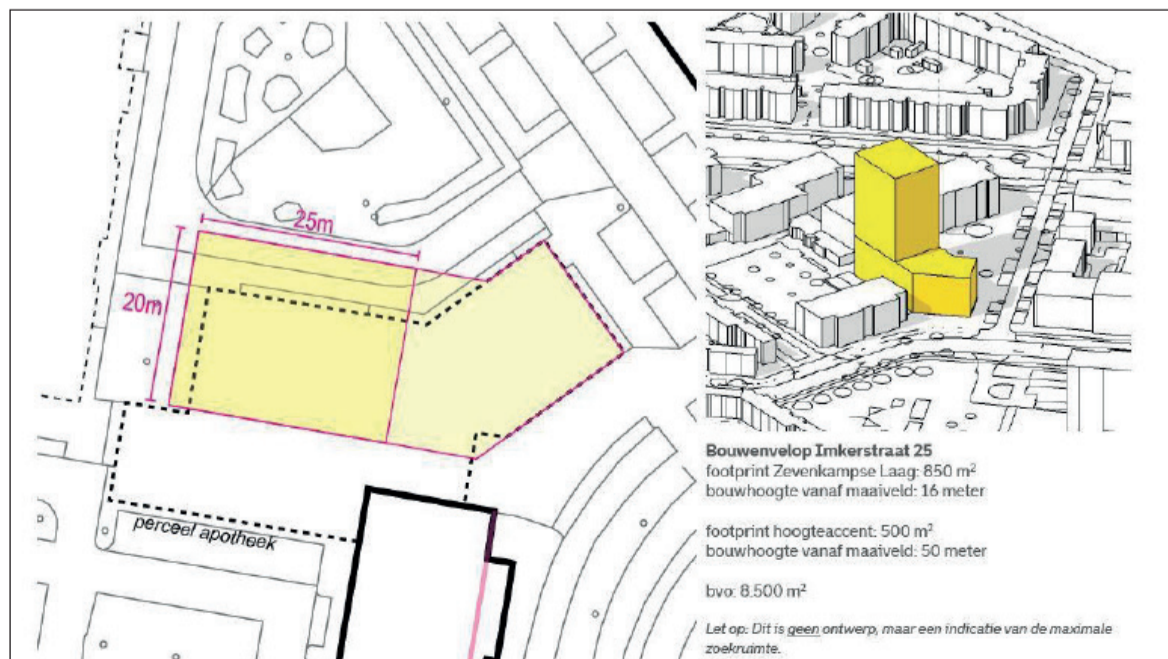 25m
20m
perceel apotheek
Bouwenvelop Imkerstraat 25
footprint Zevenkampse Laag: 850 m²
bouwhoogte vanaf maaiveld: 16 meter
footprint hoogteaccent: 500 m²
bouwhoogte vanaf maaiveld: 50 meter
bvo: 8.500 m²
Let op: Dit is geen ontwerp, maar een indicatie van de maximale
zoekruimte.